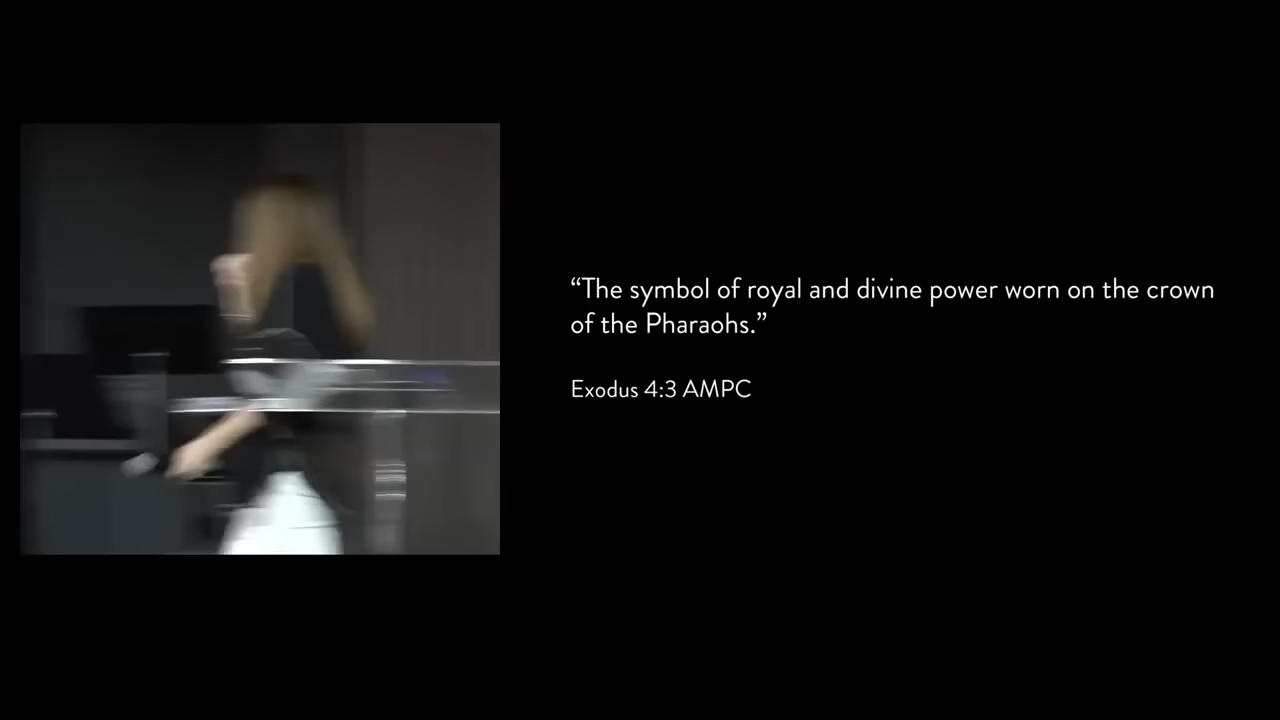 “The symbol of royal and divine power worn on the crown
of the Pharaohs.”
Exodus 4:3 AMPC